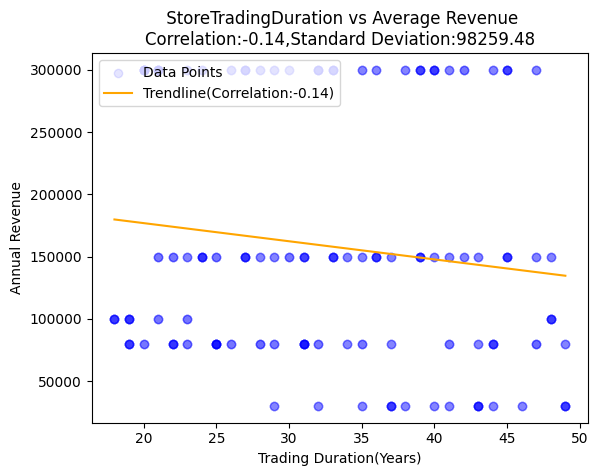 StoreTradingDuration vs Average Revenue
Correlation:-0.14,Standard Deviation:98259.48
Data Points
Trendline(Correlation:-0.14)
300000
250000
200000
150000
100000
50000
Annual Revenue
20 25 30 35 40 45 50
Trading Duration(Years)